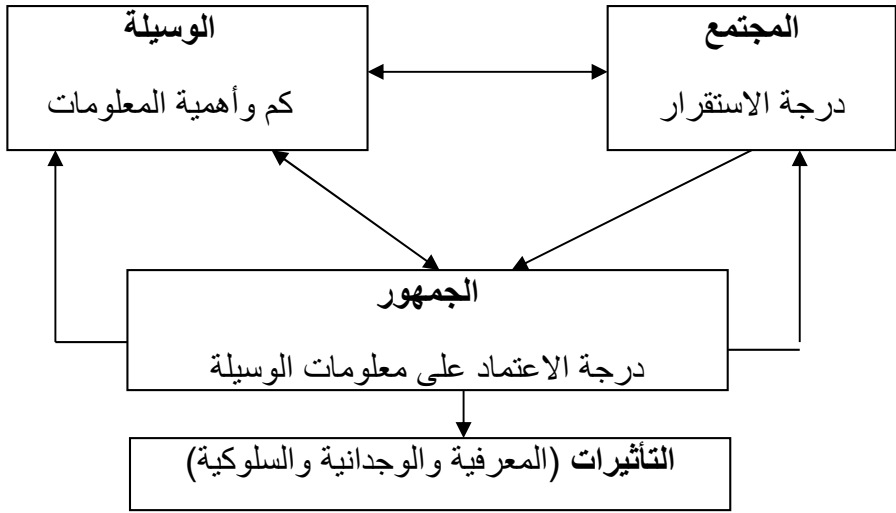 المجتمع
درجة الاستقرار
الوسيلة
كم وأهمية المعلومات
الجمهور
درجة الاعتماد على معلومات الوسيلة
التأثيرات (المعرفية والوجدانية والسلوكية)